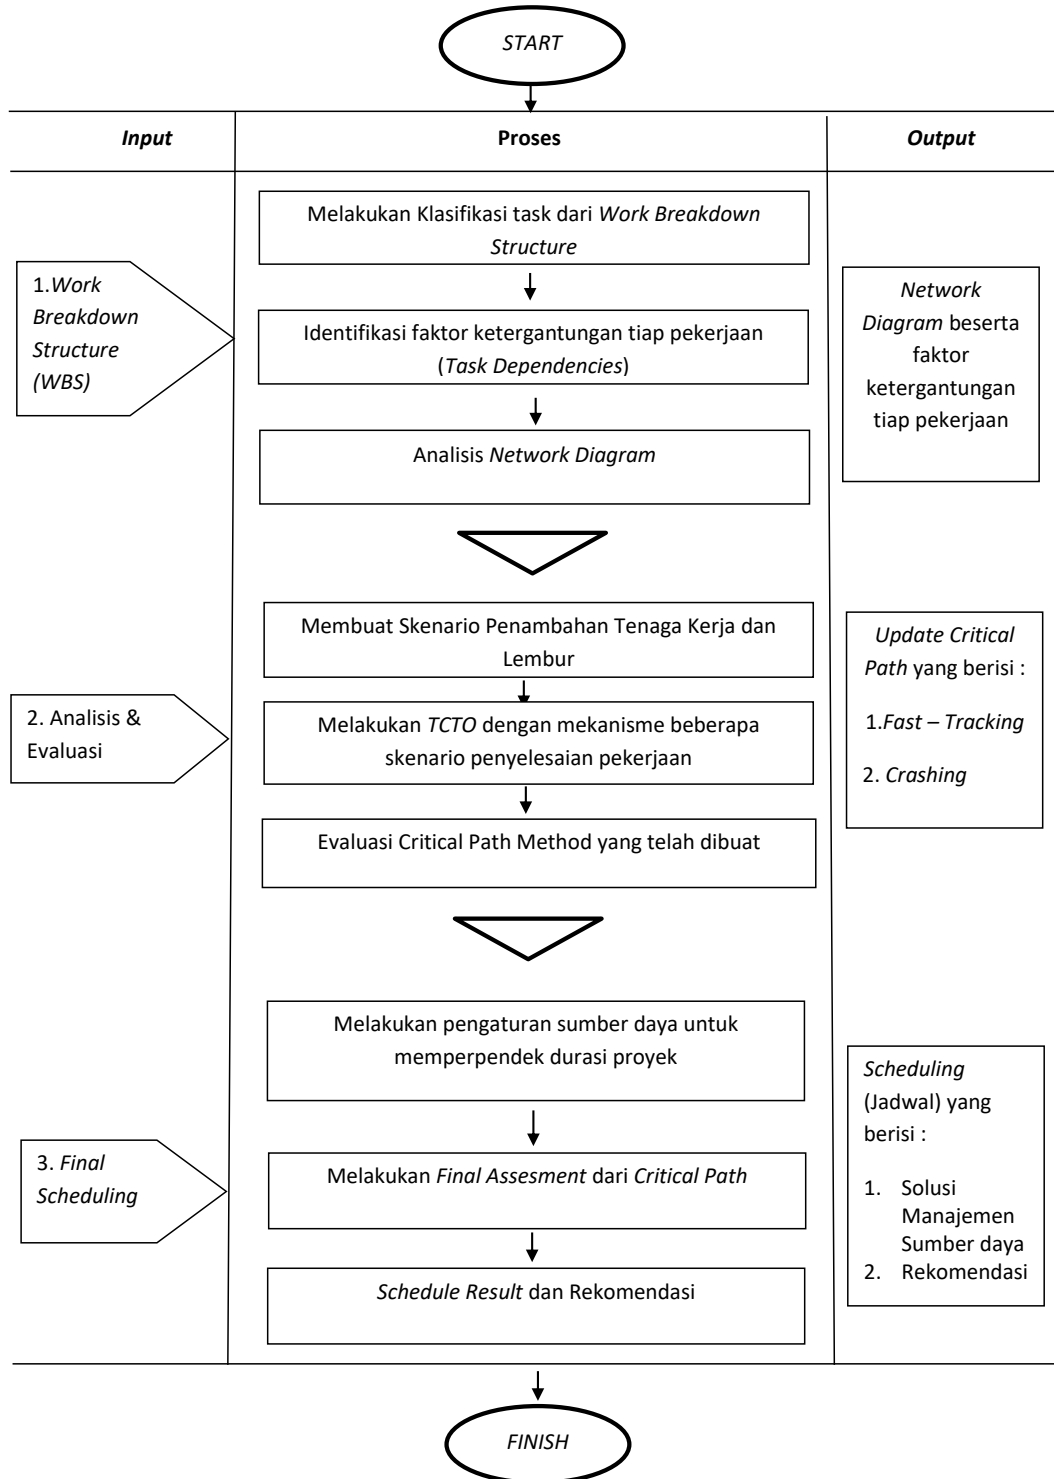 START
Input
Proses
Output
Melakukan Klasifikasi task dari Work Breakdown
Structure
1.Work
Breakdown
Structure
(WBS)
Identifikasi faktor ketergantungan tiap pekerjaan
(Task Dependencies)
Analisis Network Diagram
Network
Diagram beserta
faktor
ketergantungan
tiap pekerjaan
Membuat Skenario Penambahan Tenaga Kerja dan
Lembur
2. Analisis &
Evaluasi
Melakukan TCTO dengan mekanisme beberapa
skenario penyelesaian pekerjaan
Evaluasi Critical Path Method yang telah dibuat
Update Critical
Path yang berisi :
1.Fast – Tracking
2. Crashing
Melakukan pengaturan sumber daya untuk
memperpendek durasi proyek
3. Final
Scheduling
Melakukan Final Assesment dari Critical Path
Schedule Result dan Rekomendasi
Scheduling
(Jadwal) yang
berisi :
1. Solusi
Manajemen
Sumber daya
2. Rekomendasi
FINISH